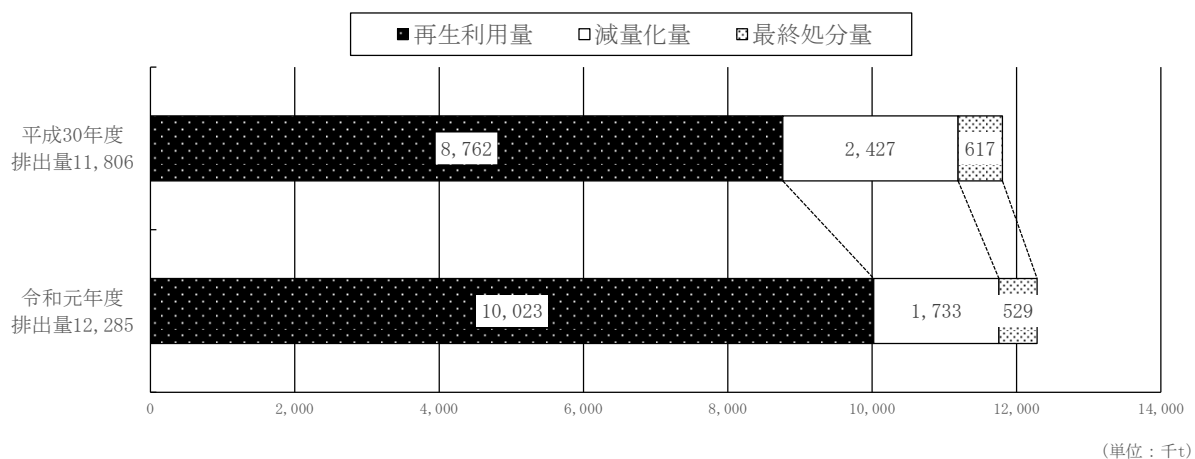 ■再生利用量 □減量化量 最終処分量
平成30年度
排出量11,806
8,762 2,427 617
令和元年度
排出量12,285
10,023 1,733 529
0 2,000 4,000 6,000 8,000 10,000 12,000 14,000
(単位：千t)